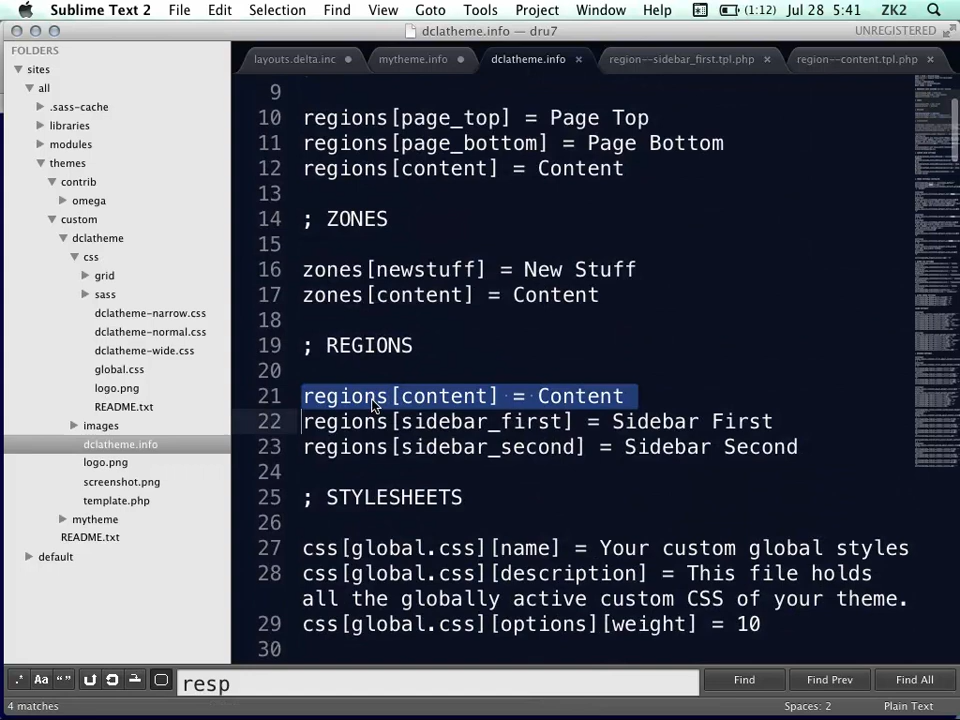 Sublime Text 2 File Edit Selection Find View Goto Tools Project Window Help (1:12) Jul 28 5:41 ZK2
dclatheme.info — dru7 UNREGISTERED
FOLDERS
sites
all
.sass-cache
libraries
modules
themes
contrib
omega
custom
dclatheme
css
grid
sass
dclatheme-narrow.css
dclatheme-normal.css
dclatheme-wide.css
global.css
logo.png
README.txt
images
dclatheme.info
logo.png
screenshot.png
template.php
mytheme
README.txt
default
layouts.delta.inc mytheme.info dclatheme.info × region--sidebar_first.tpl.php × region--content.tpl.php ×
9
10 regions[page_top] = Page Top
11 regions[page_bottom] = Page Bottom
12 regions[content] = Content
13
14 ; ZONES
15
16 zones[newstuff] = New Stuff
17 zones[content] = Content
18
19 ; REGIONS
20
21 regions[content] = Content
22 regions[sidebar_first] = Sidebar First
23 regions[sidebar_second] = Sidebar Second
24
25 ; STYLESHEETS
26
27 css[global.css][name] = Your custom global styles
28 css[global.css][description] = This file holds
all the globally active custom CSS of your theme.
29 css[global.css][options][weight] = 10
30
.* Aa “” resp Find Find Prev Find All
4 matches Spaces: 2 Plain Text